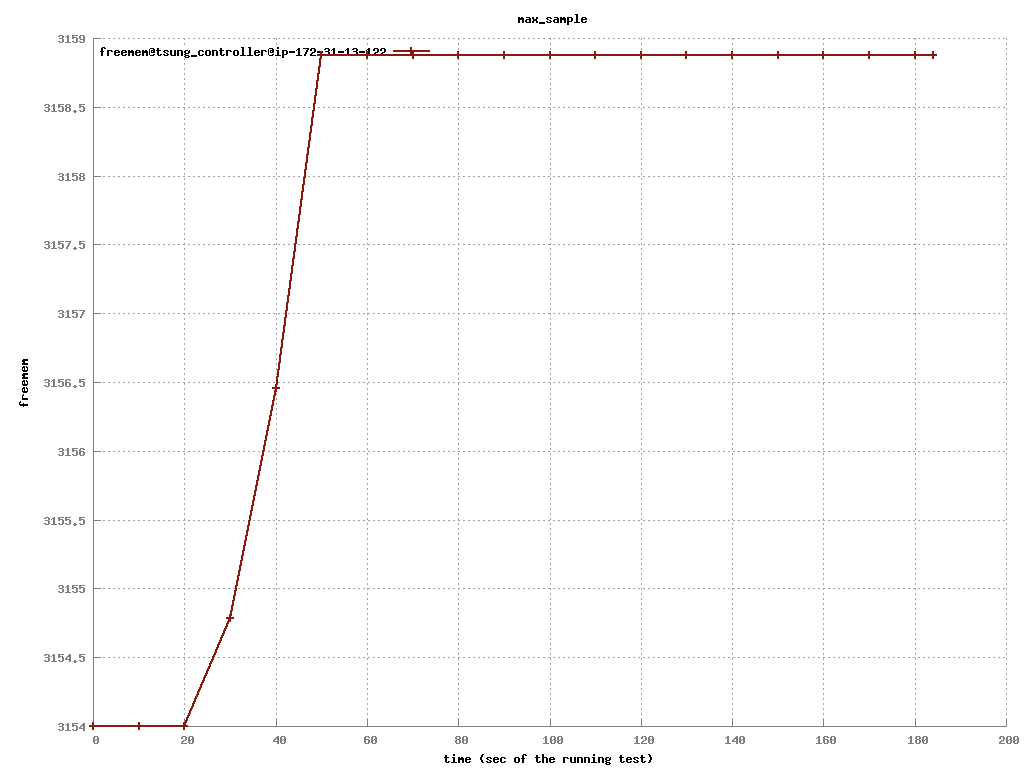 max_sample
3159
freemem@tsung_controller@ip-172-31-13-122
3158.5
3158
3157.5
3157
freemem
3156.5
3156
3155.5
3155
3154.5
3154
0 20 40 60 80 100 120 140 160 180 200
time (sec of the running test)